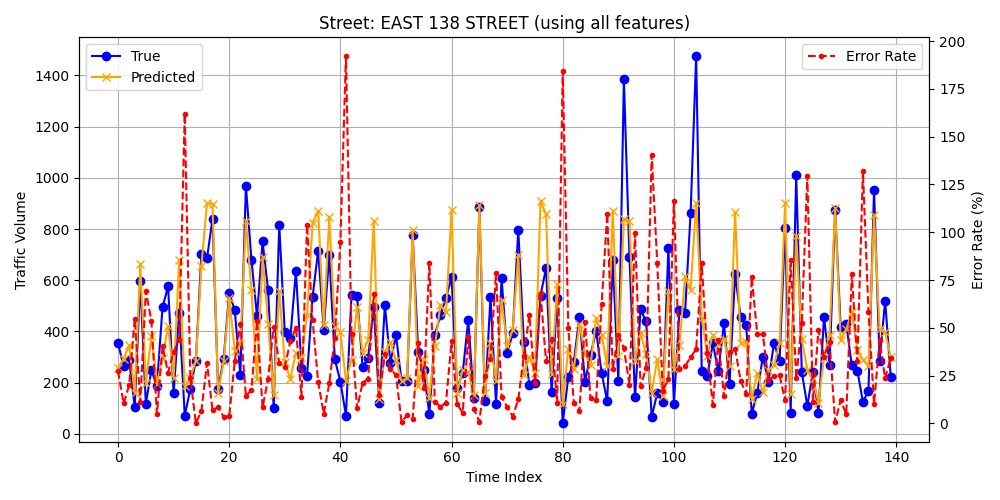 Street: EAST 138 STREET (using all features)
True
Predicted
Error Rate
Traffic Volume
1400
1200
1000
800
600
400
200
0
200
175
150
125
100
75
50
25
0
Error Rate (%)
0 20 40 60 80 100 120 140
Time Index